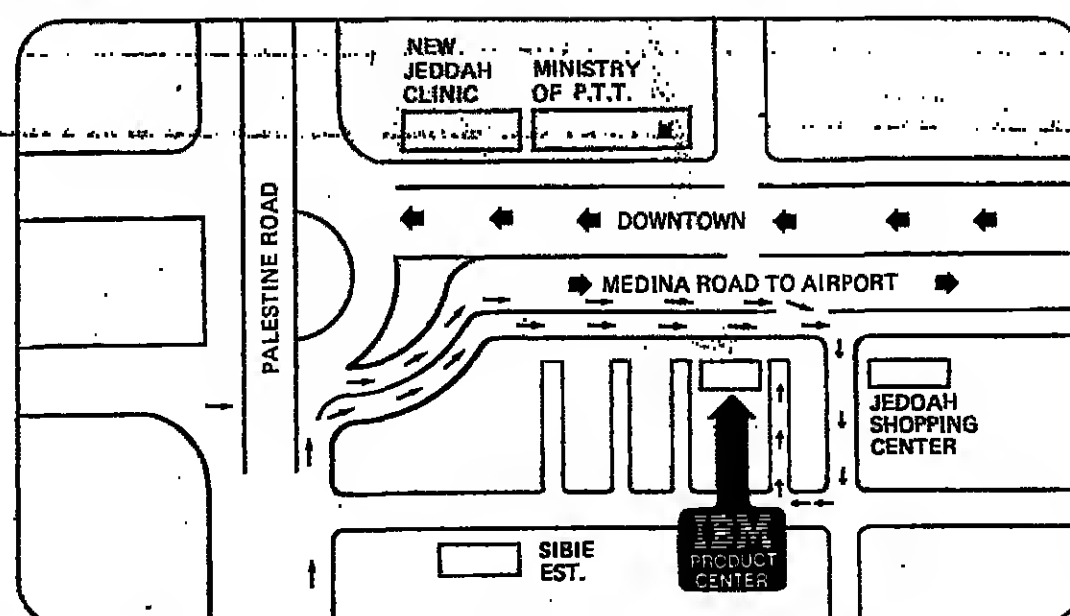 NEW
JEDDAH
CLINIC
MINISTRY
OF P.T.T.
PALESTINE ROAD
DOWNTOWN
MEDINA ROAD TO AIRPORT
JEDDAH
SHOPPING
CENTER
SIBIE
EST.
IBM
PRODUCT
CENTER